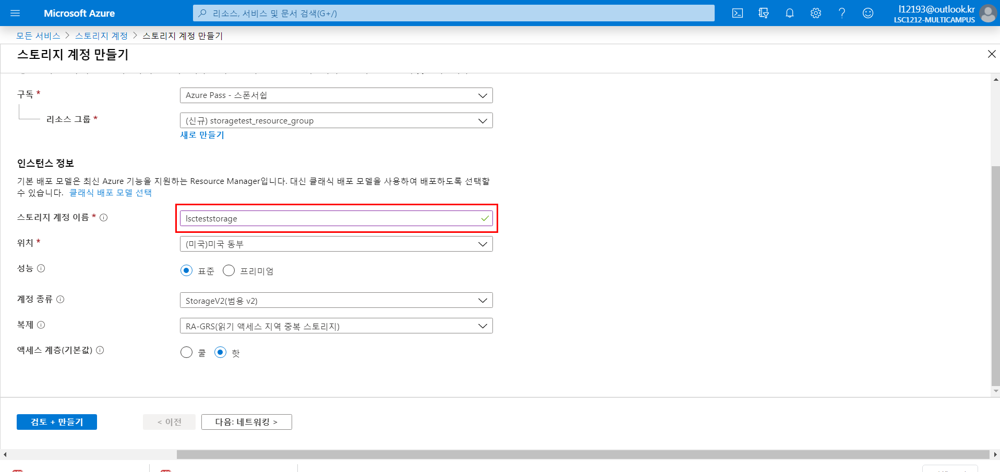 Microsoft Azure
리소스, 서비스 및 문서 검색(G+/)
l12193@outlook.kr
LSC1212-MULTICAMPUS
모든 서비스 > 스토리지 계정 > 스토리지 계정 만들기
스토리지 계정 만들기
구독 *
Azure Pass - 스폰서쉽
리소스 그룹 *
(신규) storagetest_resource_group
새로 만들기
인스턴스 정보
기본 배포 모델은 최신 Azure 기능을 지원하는 Resource Manager입니다. 대신 클래식 배포 모델을 사용하여 배포하도록 선택할
수 있습니다. 클래식 배포 모델 선택
스토리지 계정 이름 *
lscteststorage
위치 *
(미국)미국 동부
성능
표준 프리미엄
계정 종류
StorageV2(범용 v2)
복제
RA-GRS(읽기 액세스 지역 중복 스토리지)
액세스 계층(기본값)
쿨 핫
검토 + 만들기
< 이전
다음: 네트워킹 >